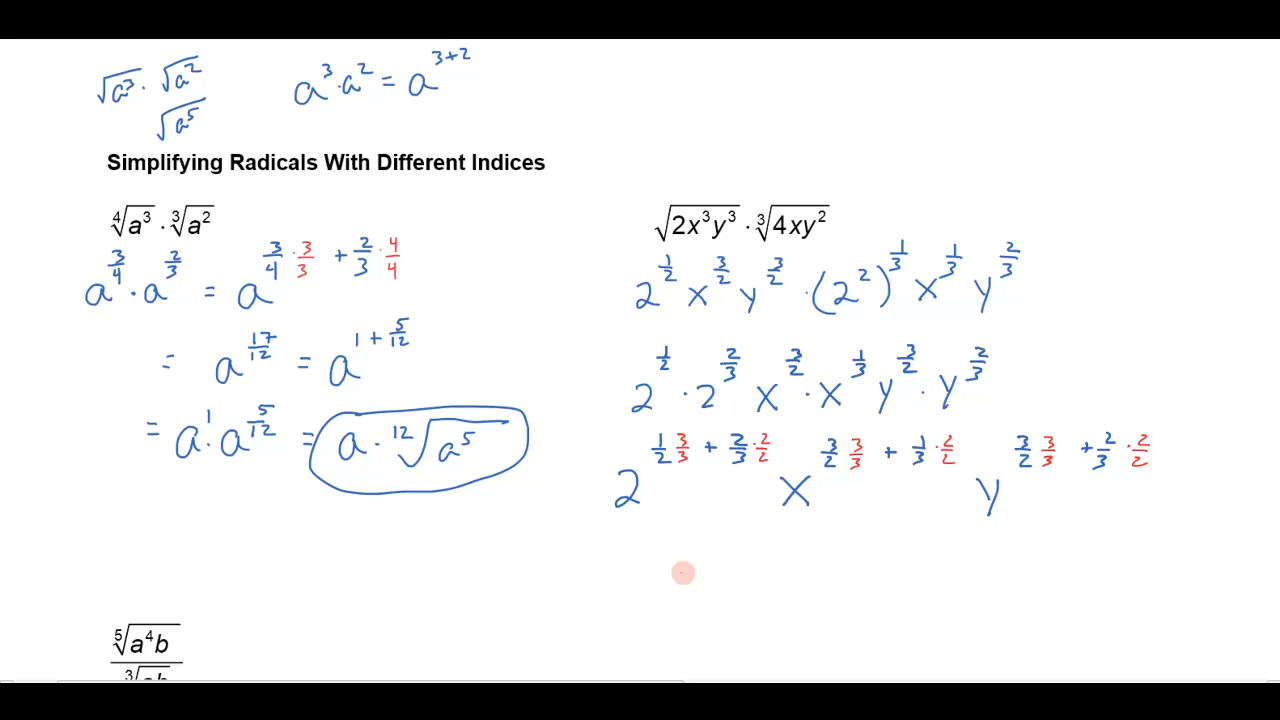 √a³ · √a²
√a⁵
a³ · a² = a³⁺²
Simplifying Radicals With Different Indices
⁴√a³ · ³√a²
a^(3/4) · a^(2/3) = a^(3/4 · 3/3 + 2/3 · 4/4)
= a^(17/12) = a^(1 + 5/12)
= a¹ · a^(5/12) = a · ¹²√a⁵
√2x³y³ · ³√4xy²
2^(1/2) x^(3/2) y^(3/2) · (2²)^(1/3) x^(1/3) y^(2/3)
2^(1/2) · 2^(2/3) x^(3/2) · x^(1/3) y^(3/2) · y^(2/3)
2^(1/2 3/3 + 2/3 · 2/2) x^(3/2 3/3 + 1/3 · 2/2) y^(3/2 3/3 + 2/3 · 2/2)
⁵√a⁴b